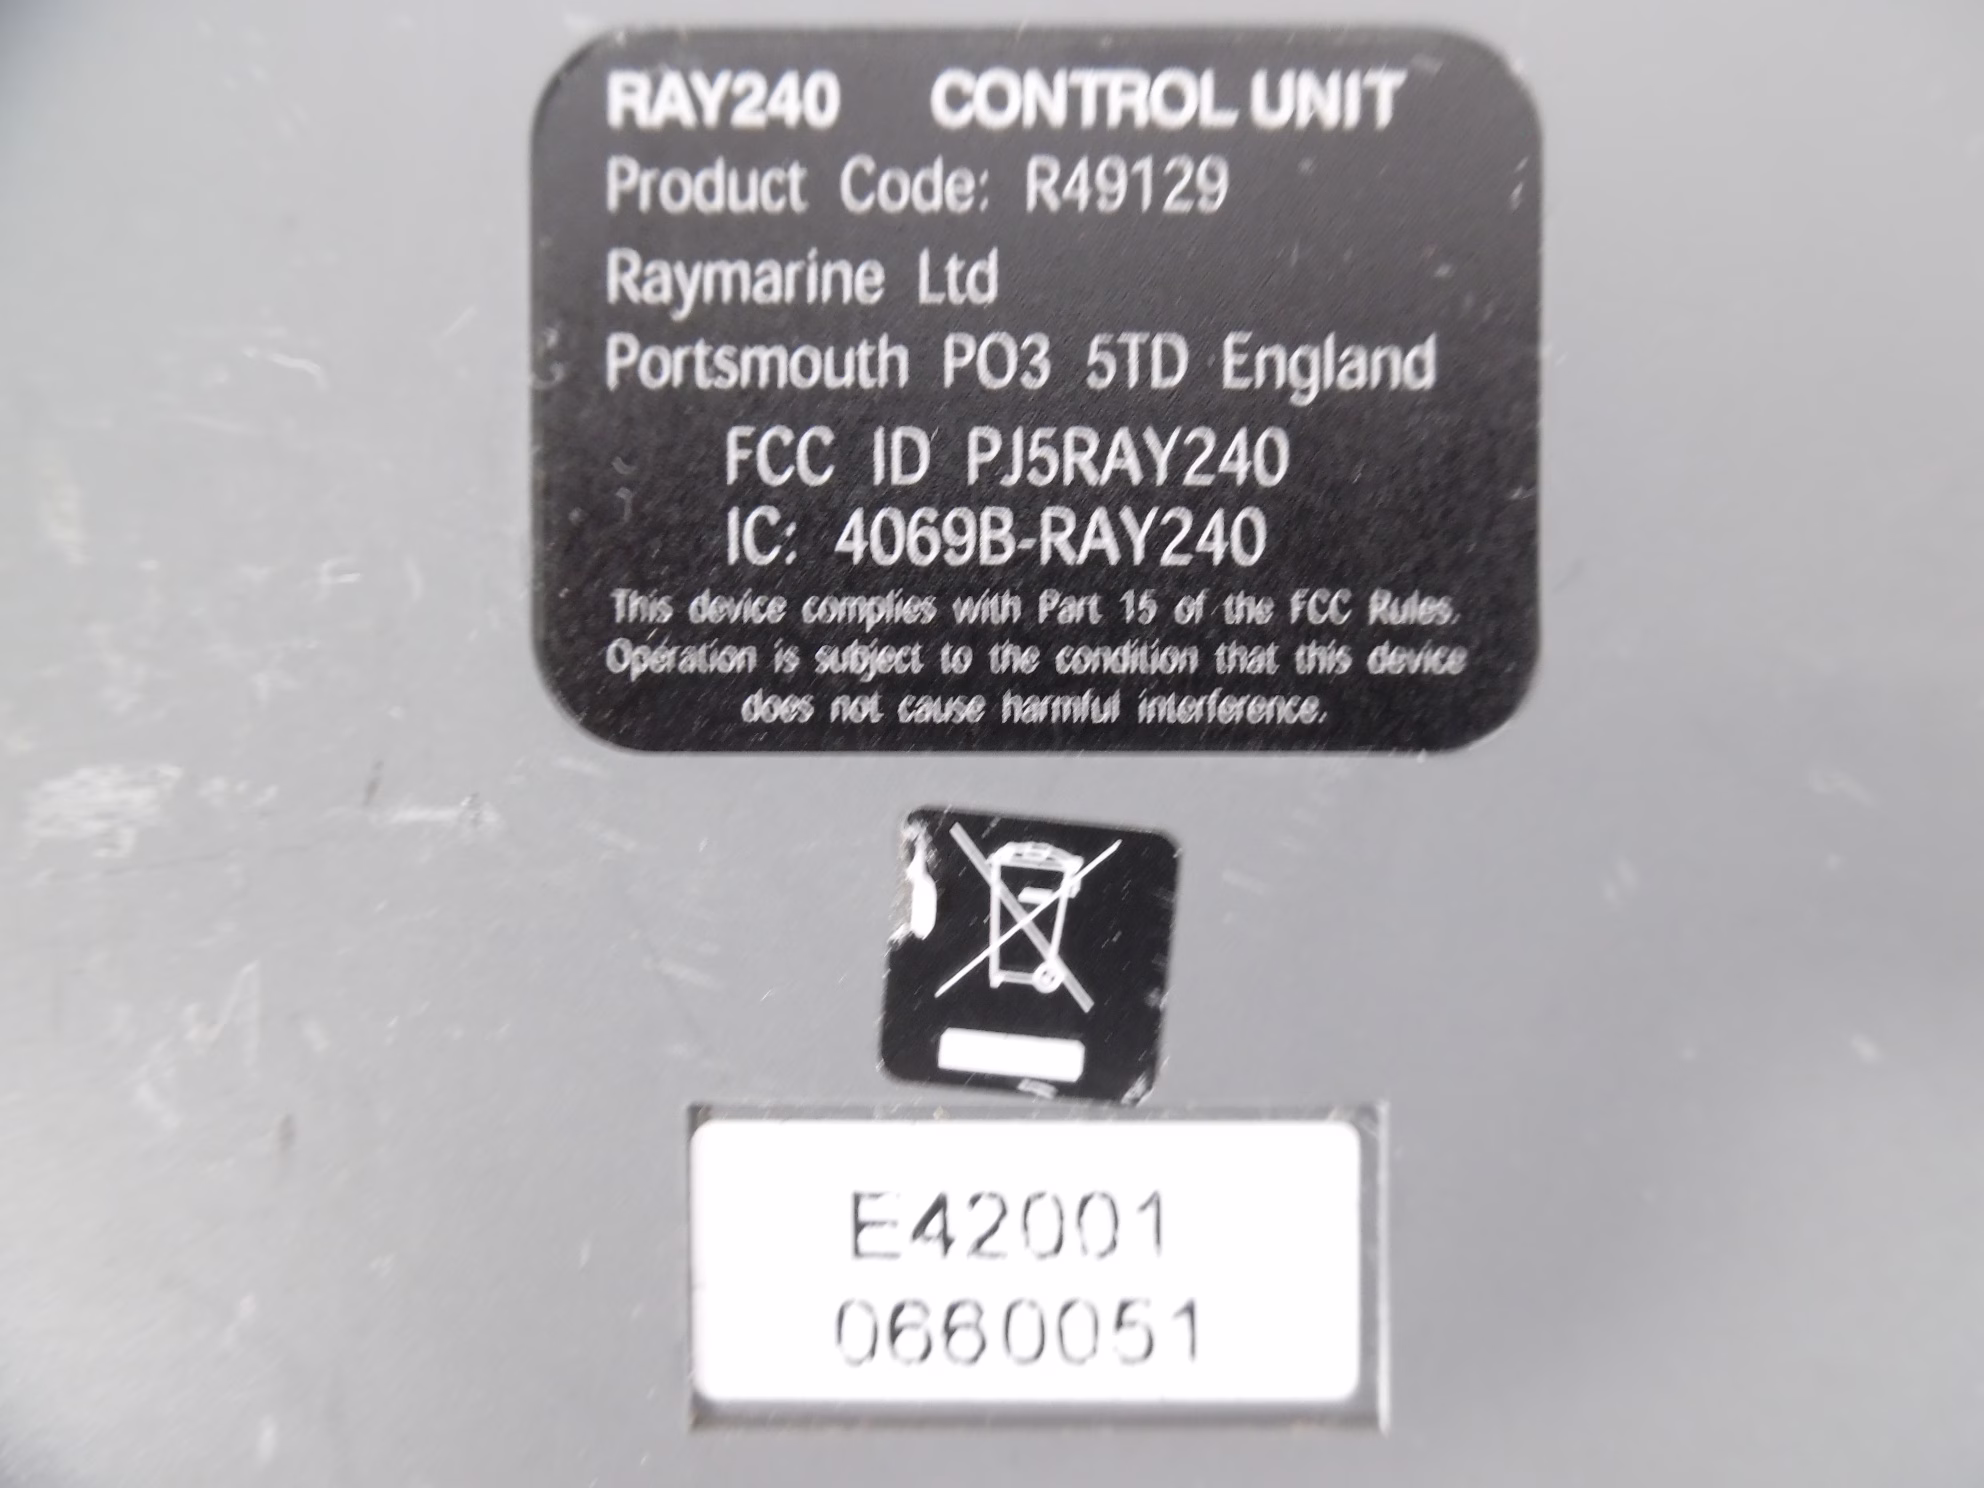 RAY240 CONTROL UNIT
Product Code: R49129
Raymarine Ltd
Portsmouth PO3 5TD England
FCC ID PJ5RAY240
IC: 4069B-RAY240
This device complies with Part 15 of the FCC Rules.
Operation is subject to the condition that this device
does not cause harmful interference.
E42001
0660051